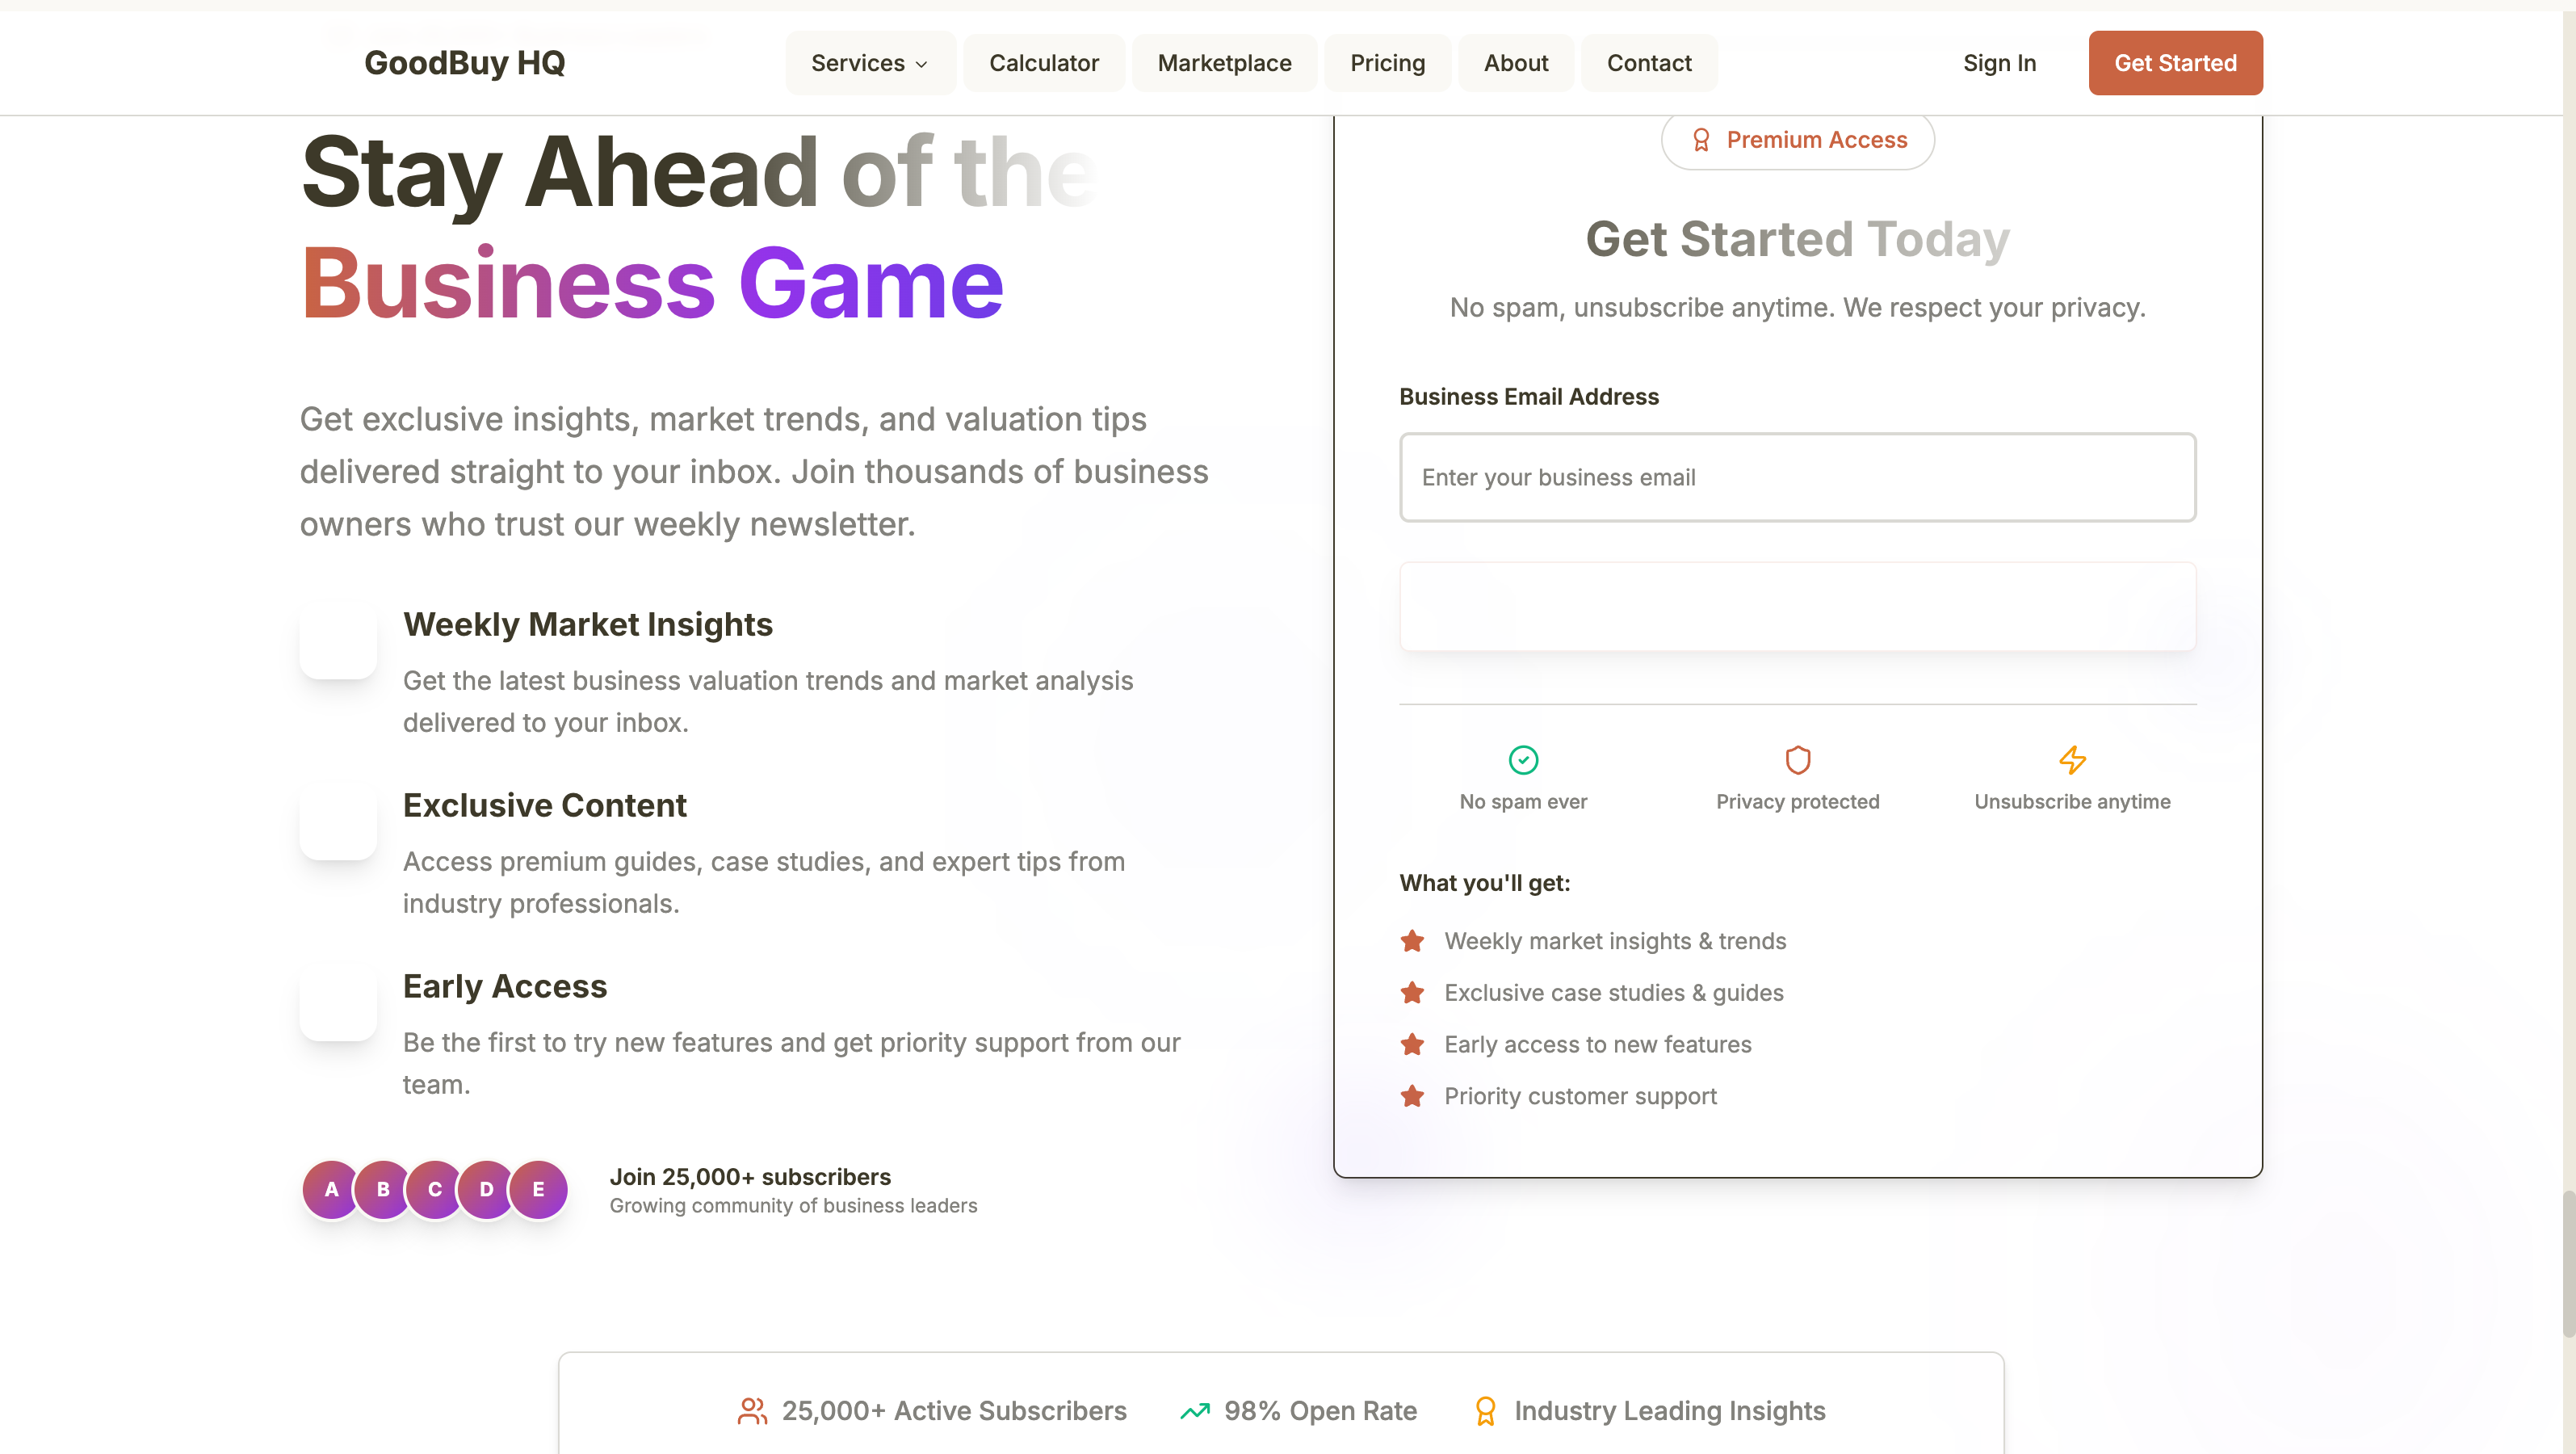 GoodBuy HQ
Services
Calculator
Marketplace
Pricing
About
Contact
Sign In
Get Started
Stay Ahead of the
Business Game
Get exclusive insights, market trends, and valuation tips
delivered straight to your inbox. Join thousands of business
owners who trust our weekly newsletter.
Weekly Market Insights
Get the latest business valuation trends and market analysis
delivered to your inbox.
Exclusive Content
Access premium guides, case studies, and expert tips from
industry professionals.
Early Access
Be the first to try new features and get priority support from our
team.
A B C D E
Join 25,000+ subscribers
Growing community of business leaders
Premium Access
Get Started Today
No spam, unsubscribe anytime. We respect your privacy.
Business Email Address
Enter your business email
No spam ever
Privacy protected
Unsubscribe anytime
What you'll get:
Weekly market insights & trends
Exclusive case studies & guides
Early access to new features
Priority customer support
25,000+ Active Subscribers
98% Open Rate
Industry Leading Insights